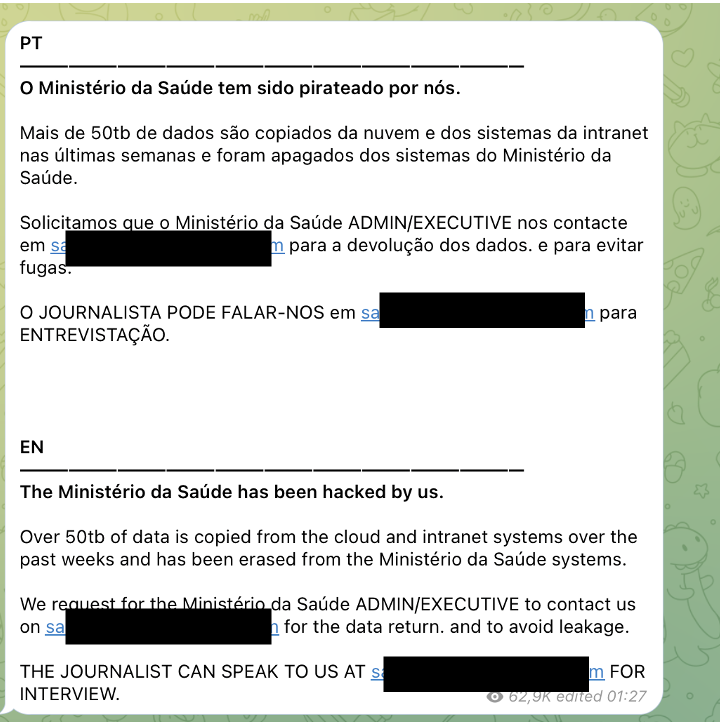 PT
O Ministério da Saúde tem sido pirateado por nós.
Mais de 50tb de dados são copiados da nuvem e dos sistemas da intranet
nas últimas semanas e foram apagados dos sistemas do Ministério da
Saúde.
Solicitamos que o Ministério da Saúde ADMIN/EXECUTIVE nos contacte
em sa m para a devolução dos dados. e para evitar
fugas.
O JOURNALISTA PODE FALAR-NOS em sa m para
ENTREVISTAÇÃO.
EN
The Ministério da Saúde has been hacked by us.
Over 50tb of data is copied from the cloud and intranet systems over the
past weeks and has been erased from the Ministério da Saúde systems.
We request for the Ministério da Saúde ADMIN/EXECUTIVE to contact us
on sa for the data return. and to avoid leakage.
THE JOURNALIST CAN SPEAK TO US AT s m FOR
INTERVIEW.
62,9K edited 01:27